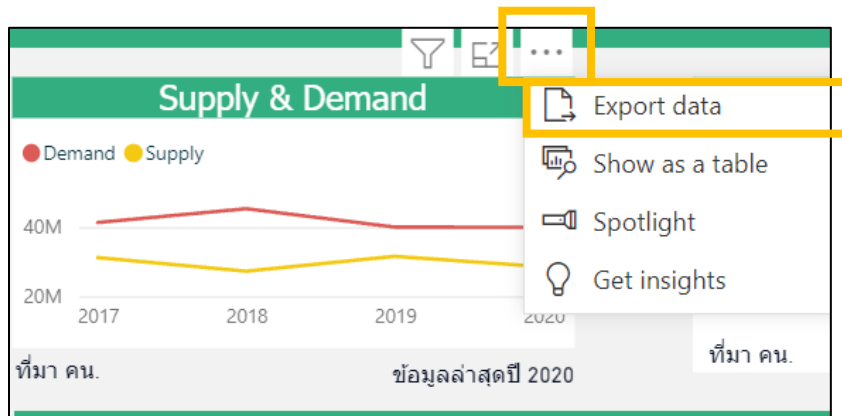 Supply & Demand
Export data
Demand Supply
Show as a table
40M
Spotlight
Get insights
20M
2017 2018 2019 2020
ที่มา คน.
ข้อมูลล่าสุดปี 2020
ที่มา คน.